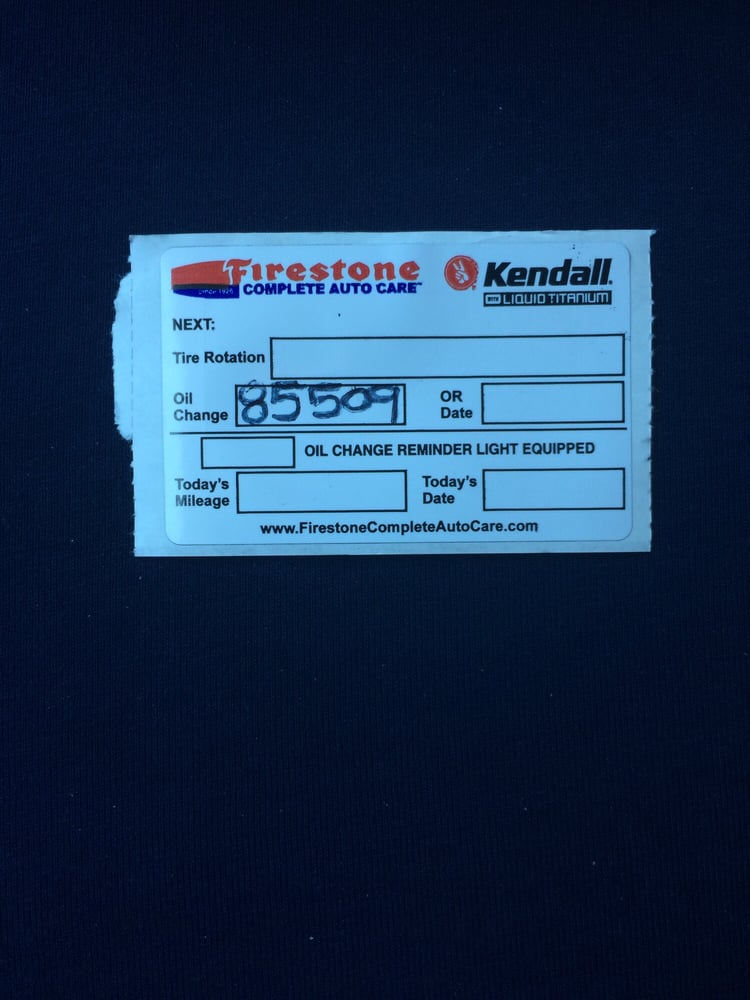 Firestone
COMPLETE AUTO CARE™
SINCE 1926
Kendall®
WITH LIQUID TITANIUM
NEXT:
Tire Rotation
Oil Change 85509
OR Date
OIL CHANGE REMINDER LIGHT EQUIPPED
Today's Mileage
Today's Date
www.FirestoneCompleteAutoCare.com